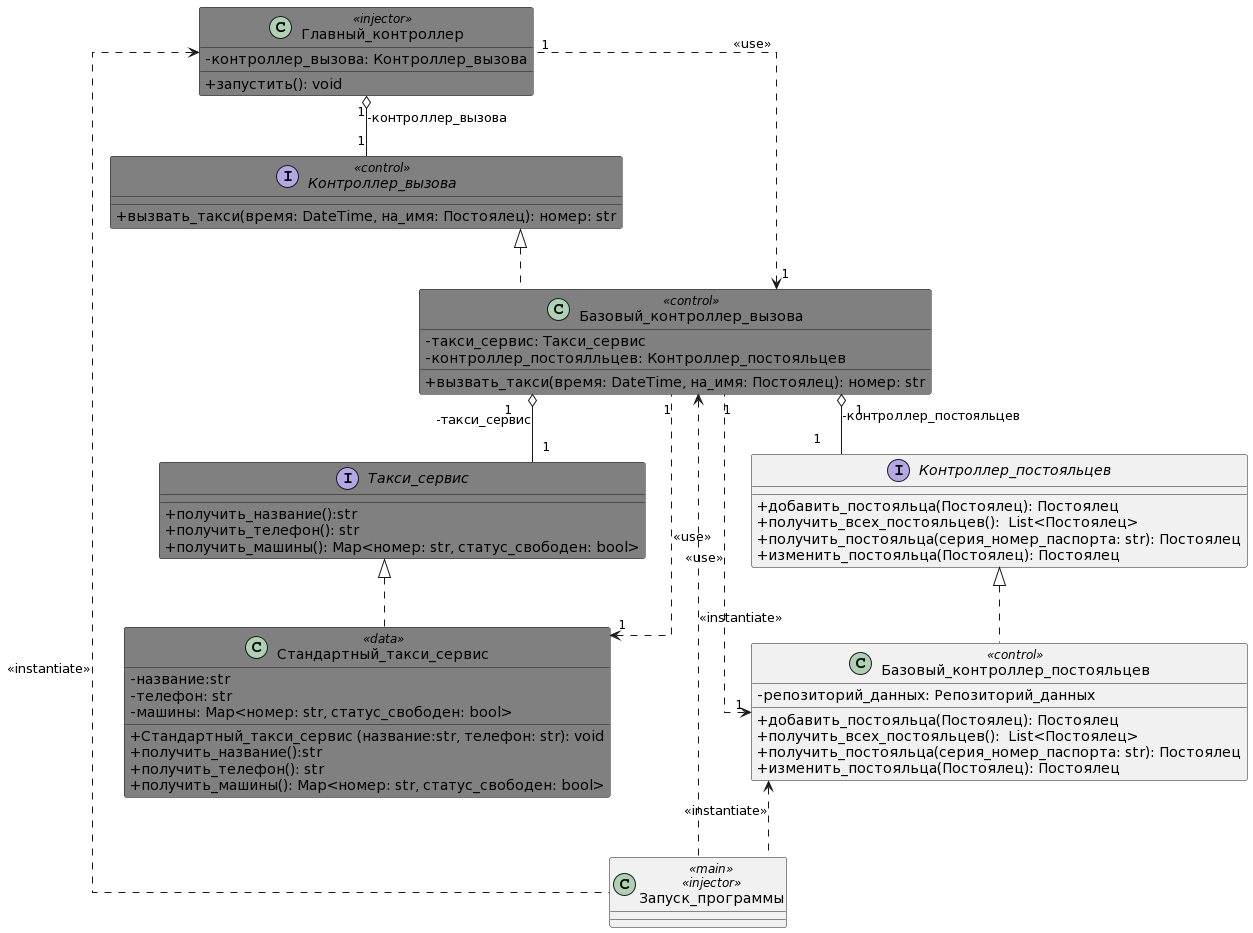 «injector»
C Главный_контроллер
-контроллер_вызова: Контроллер_вызова
+запустить(): void
1
«use»
1
-контроллер_вызова
1
«control»
I Контроллер_вызова
+вызвать_такси(время: DateTime, на_имя: Постоялец): номер: str
1
«control»
C Базовый_контроллер_вызова
-такси_сервис: Такси_сервис
-контроллер_постоялльцев: Контроллер_постояльцев
+вызвать_такси(время: DateTime, на_имя: Постоялец): номер: str
1
1
1
1
-такси_сервис
-контроллер_постояльцев
1
1
I Такси_сервис
+получить_название():str
+получить_телефон(): str
+получить_машины(): Map<номер: str, статус_свободен: bool>
I Контроллер_постояльцев
+добавить_постояльца(Постоялец): Постоялец
+получить_всех_постояльцев():  List<Постоялец>
+получить_постояльца(серия_номер_паспорта: str): Постоялец
+изменить_постояльца(Постоялец): Постоялец
«use»
«use»
«instantiate»
1
«data»
C Стандартный_такси_сервис
-название:str
-телефон: str
-машины: Map<номер: str, статус_свободен: bool>
+Стандартный_такси_сервис (название:str, телефон: str): void
+получить_название():str
+получить_телефон(): str
+получить_машины(): Map<номер: str, статус_свободен: bool>
«instantiate»
1
«control»
C Базовый_контроллер_постояльцев
-репозиторий_данных: Репозиторий_данных
+добавить_постояльца(Постоялец): Постоялец
+получить_всех_постояльцев():  List<Постоялец>
+получить_постояльца(серия_номер_паспорта: str): Постоялец
+изменить_постояльца(Постоялец): Постоялец
«instantiate»
«main»
«injector»
C Запуск_программы